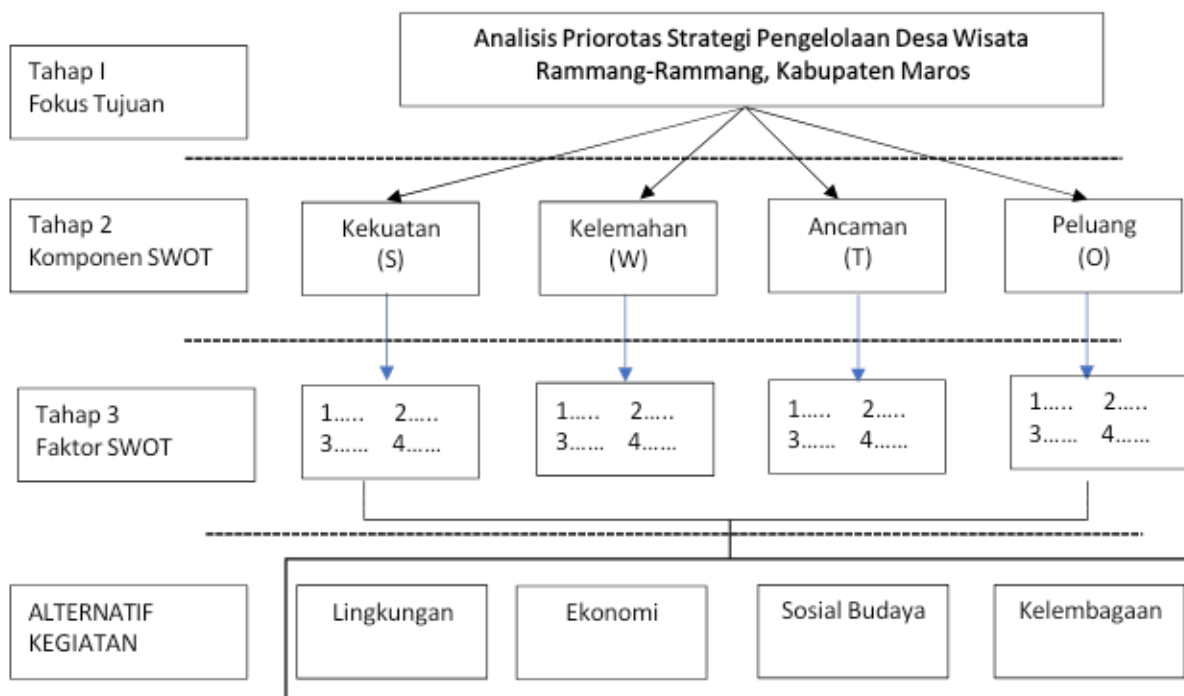 Analisis Priorotas Strategi Pengelolaan Desa Wisata
Rammang-Rammang, Kabupaten Maros
Tahap I
Fokus Tujuan
Tahap 2
Komponen SWOT
Kekuatan
(S)
Kelemahan
(W)
Ancaman
(T)
Peluang
(O)
Tahap 3
Faktor SWOT
1..... 2.....
3...... 4......
1..... 2.....
3...... 4......
1..... 2.....
3...... 4......
1..... 2.....
3...... 4......
ALTERNATIF
KEGIATAN
Lingkungan
Ekonomi
Sosial Budaya
Kelembagaan